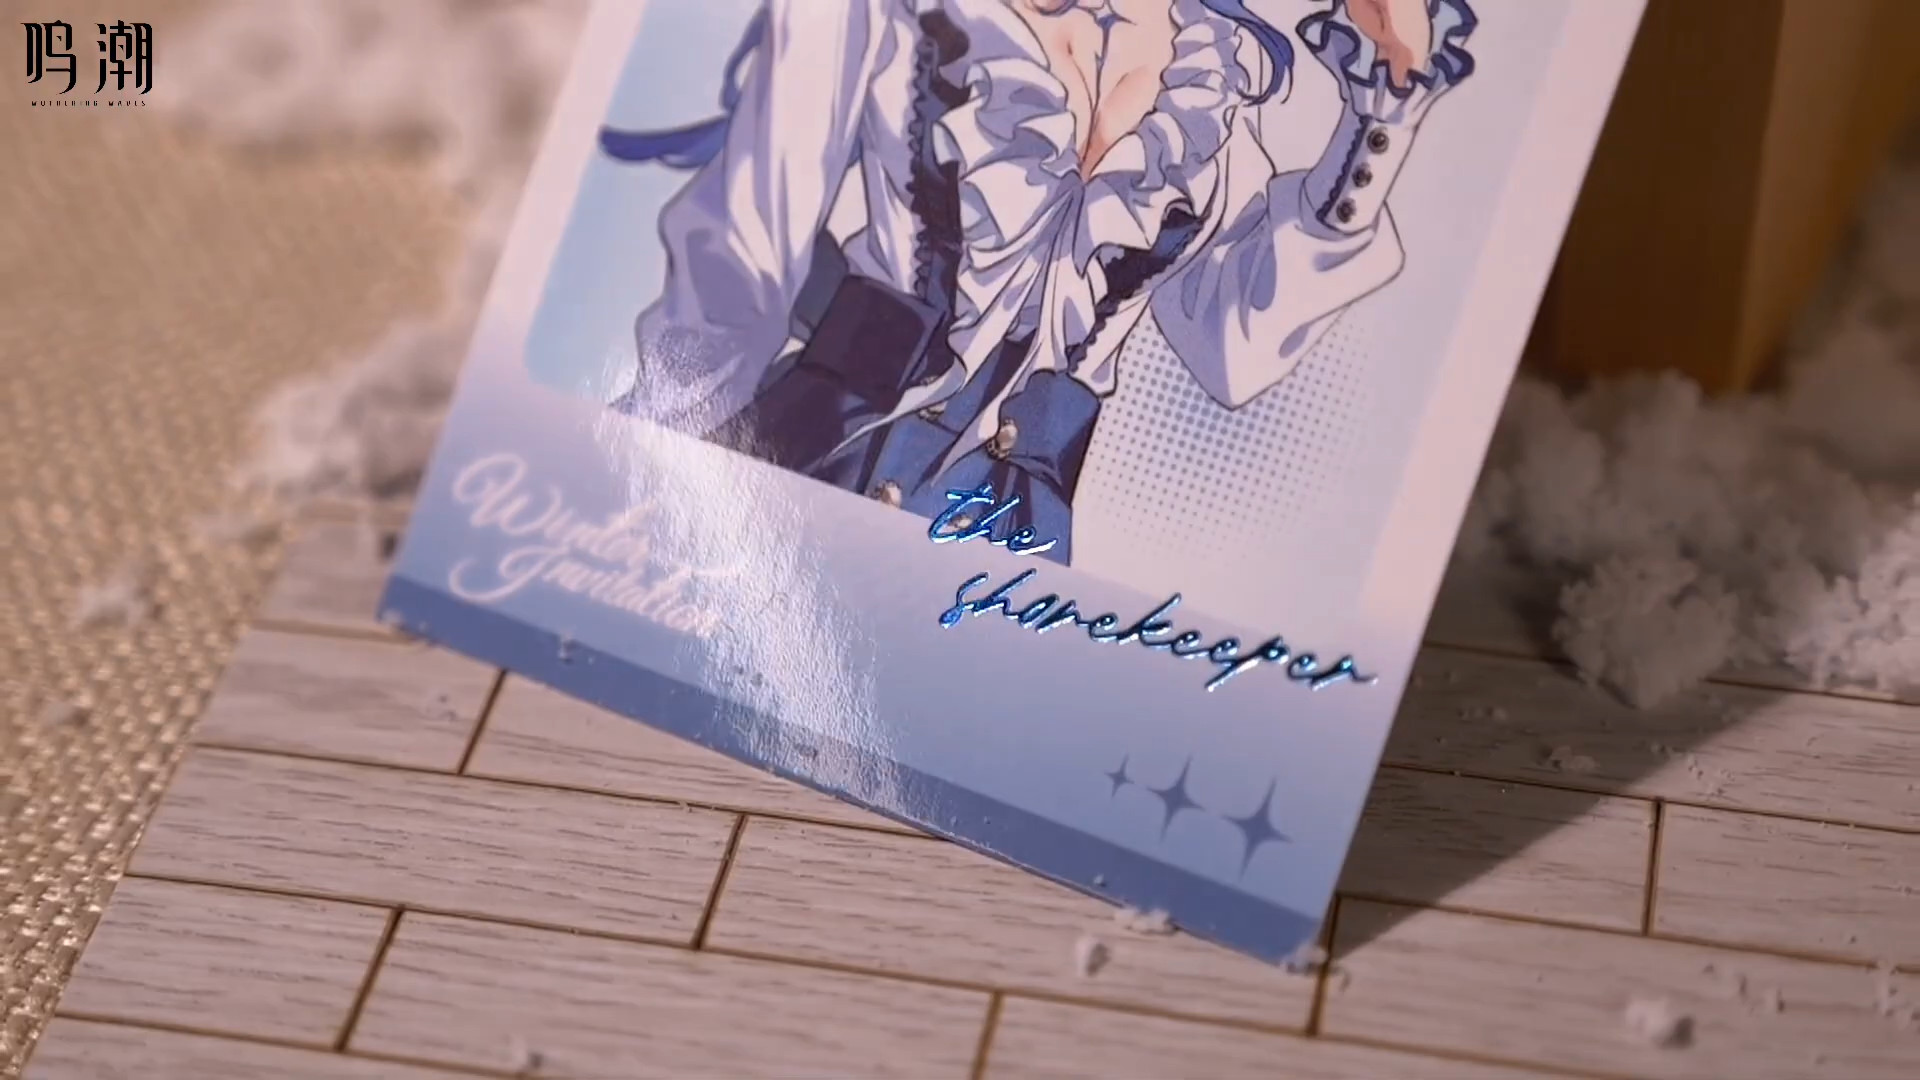 鸣潮
WUTHERING WAVES
Winter
Invitation
the
shorekeeper